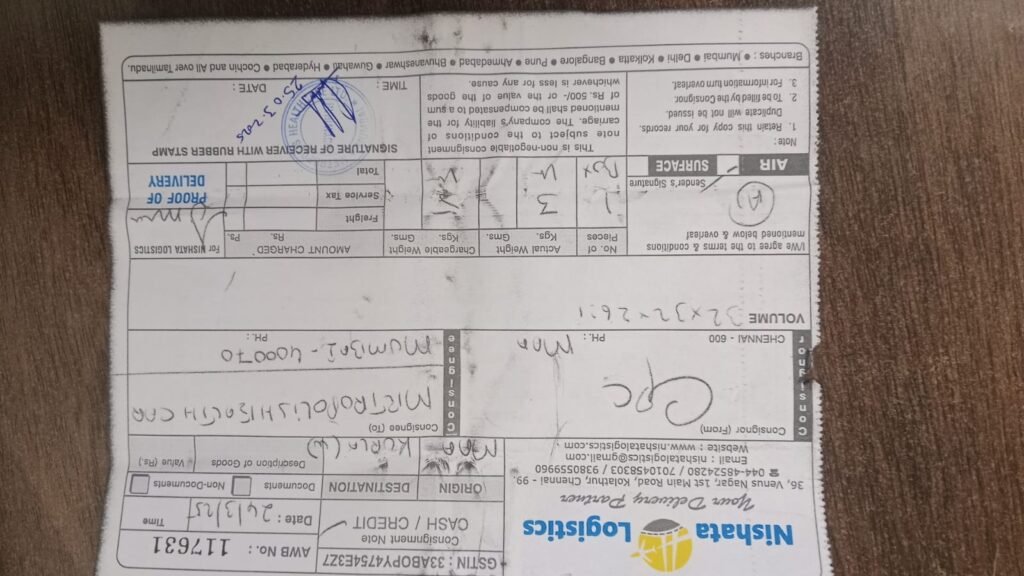 Nishata Logistics
Your Delivery Partner
36, Venus Nagar, Main 1st Main Road, Kolathur, Chennai - 99.
☎ 044-48524280 / 7010458303 / 9380559960
Email : nishatalogistics@gmail.com
Website : www.nishatalogistics.com
GSTIN : 33ABOPY4754E3Z7
Consignment Note
CASH / CREDIT
AWB No. : 117631
Date : 24/3/25
Time
ORIGIN
DESTINATION
Documents
Non-Documents
MAA
KURLA (W)
Description of Goods
Value (Rs.)
Consignor
Consignor (From)
CPC
MAA
CHENNAI - 600
PH. :
Consignee
Consignee (To)
METROPOLIS HEALTH CAR
MUMBAI - 400070
PH. :
VOLUME 32 x 32 x 26 : 1
I/We agree to the terms & conditions
mentioned below & overleaf
Sender's Signature
AIR
SURFACE
No. of Pieces
Actual Weight
Kgs. Gms.
Chargeable Weight
Kgs. Gms.
AMOUNT CHARGED
Rs. Ps.
1
Box
3
Freight
Service Tax
Total
For NISHATA LOGISTICS
PROOF OF
DELIVERY
Note :
1. Retain this copy for your records.
Duplicate will not be issued.
2. To be filled by the Consignor.
3. For information turn overleaf.
This is non-negotiable consignment
note subject to the conditions of
carriage. The company's liability for the
mentioned shall be compensated to a sum
of Rs. 500/- or the value of the goods
whichever is less for any cause.
SIGNATURE OF RECEIVER WITH RUBBER STAMP
TIME :
DATE :
25.03.2025
Branches : • Mumbai • Delhi • Kolkatta • Bangalore • Pune • Ahmedabad • Bhuvaneshwar • Guwahati • Hyderabad • Cochin and All over Tamilnadu.